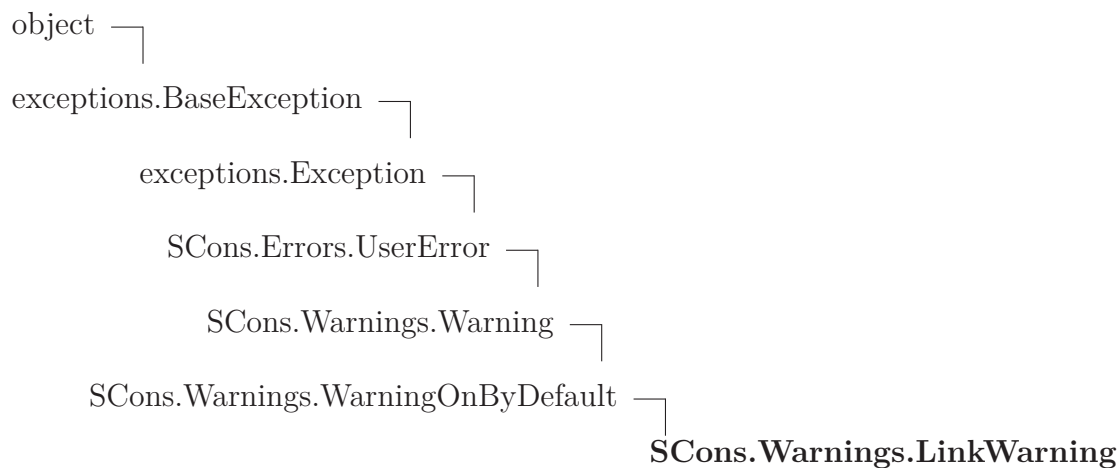 object
exceptions.BaseException
exceptions.Exception
SCons.Errors.UserError
SCons.Warnings.Warning
SCons.Warnings.WarningOnByDefault
SCons.Warnings.LinkWarning